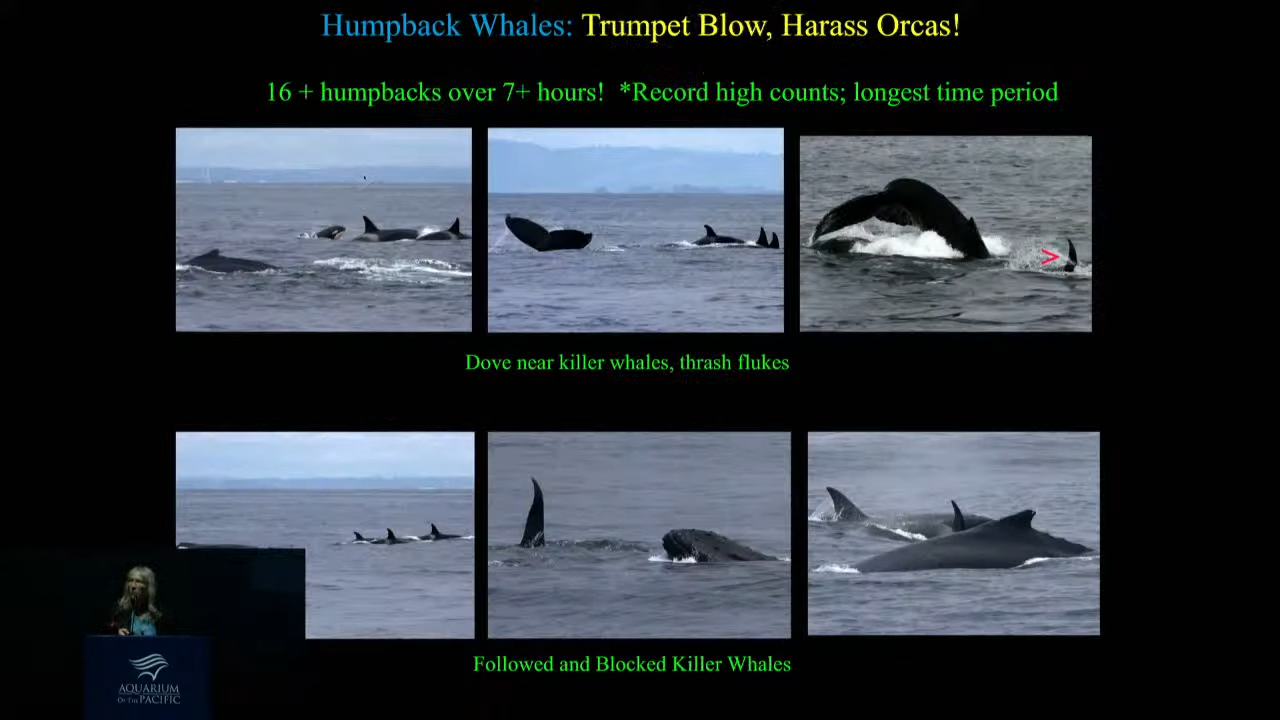 Humpback Whales: Trumpet Blow, Harass Orcas!
16 + humpbacks over 7+ hours! *Record high counts; longest time period
>
Dove near killer whales, thrash flukes
Followed and Blocked Killer Whales
AQUARIUM
OF THE PACIFIC